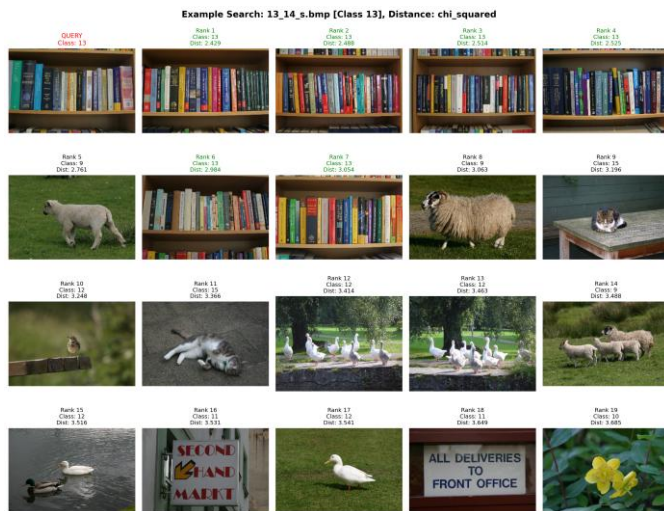 Example Search: 13_14_s.bmp [Class 13], Distance: chi_squared
QUERY
Class: 13
Rank 1
Class: 13
Dist: 2.429
Rank 2
Class: 13
Dist: 2.488
Rank 3
Class: 13
Dist: 2.514
Rank 4
Class: 13
Dist: 2.525
Rank 5
Class: 9
Dist: 2.761
Rank 6
Class: 13
Dist: 2.984
Rank 7
Class: 13
Dist: 3.054
Rank 8
Class: 9
Dist: 3.063
Rank 9
Class: 15
Dist: 3.196
Rank 10
Class: 12
Dist: 3.248
Rank 11
Class: 15
Dist: 3.366
Rank 12
Class: 12
Dist: 3.414
Rank 13
Class: 12
Dist: 3.463
Rank 14
Class: 9
Dist: 3.488
Rank 15
Class: 12
Dist: 3.516
Rank 16
Class: 11
Dist: 3.531
SECOND
HAND
MARKT
Rank 17
Class: 12
Dist: 3.541
Rank 18
Class: 11
Dist: 3.649
ALL DELIVERIES
TO
FRONT OFFICE
Rank 19
Class: 10
Dist: 3.685